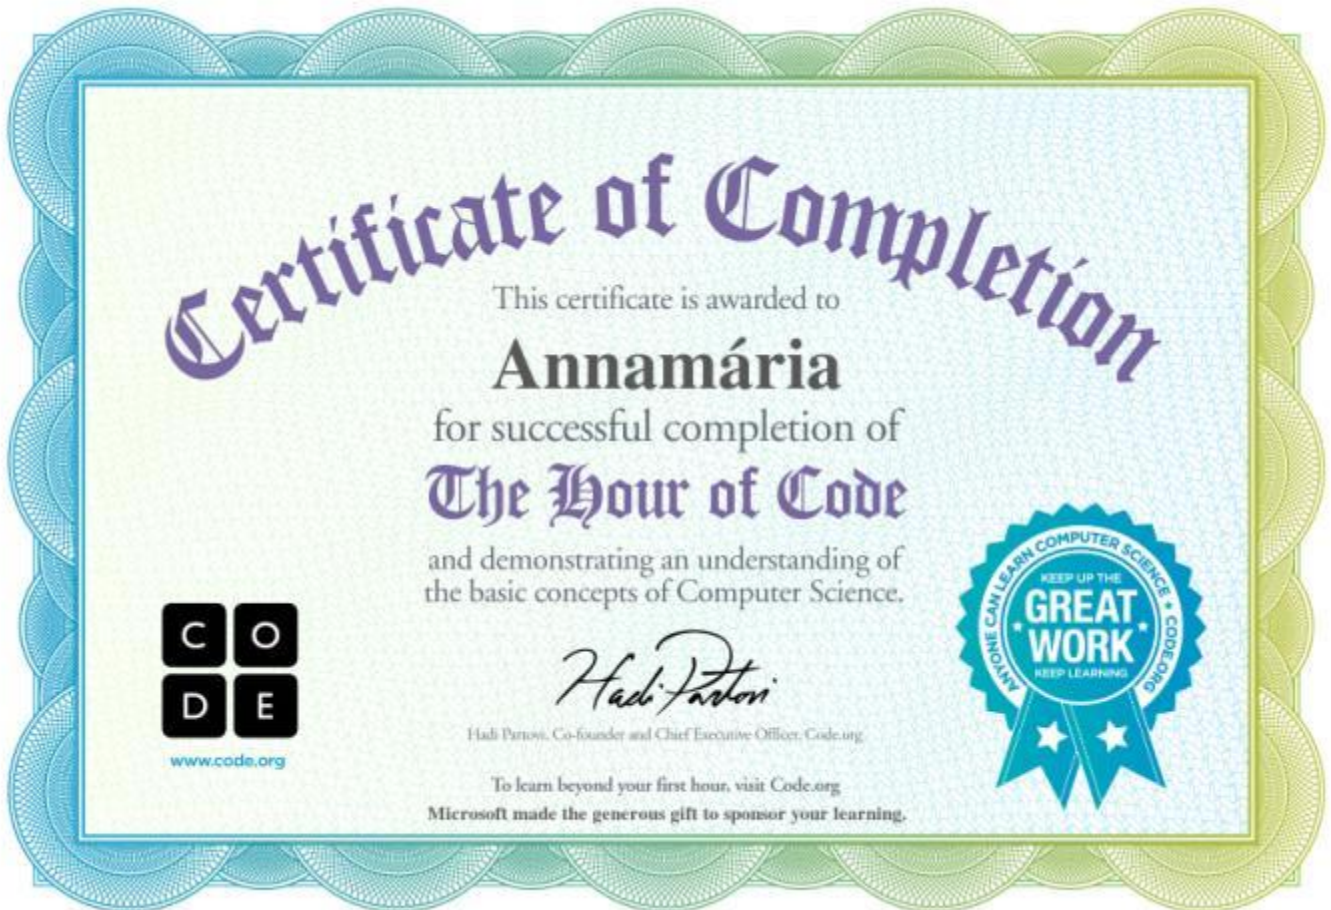 Certificate of Completion
This certificate is awarded to
Annamária
for successful completion of
The Hour of Code
and demonstrating an understanding of
the basic concepts of Computer Science.
C O
D E
www.code.org
Hadi Partovi
Hadi Partovi, Co-founder and Chief Executive Officer, Code.org
To learn beyond your first hour, visit Code.org
Microsoft made the generous gift to sponsor your learning.
ANYONE CAN LEARN COMPUTER SCIENCE • CODE.ORG
KEEP UP THE
GREAT
WORK
KEEP LEARNING